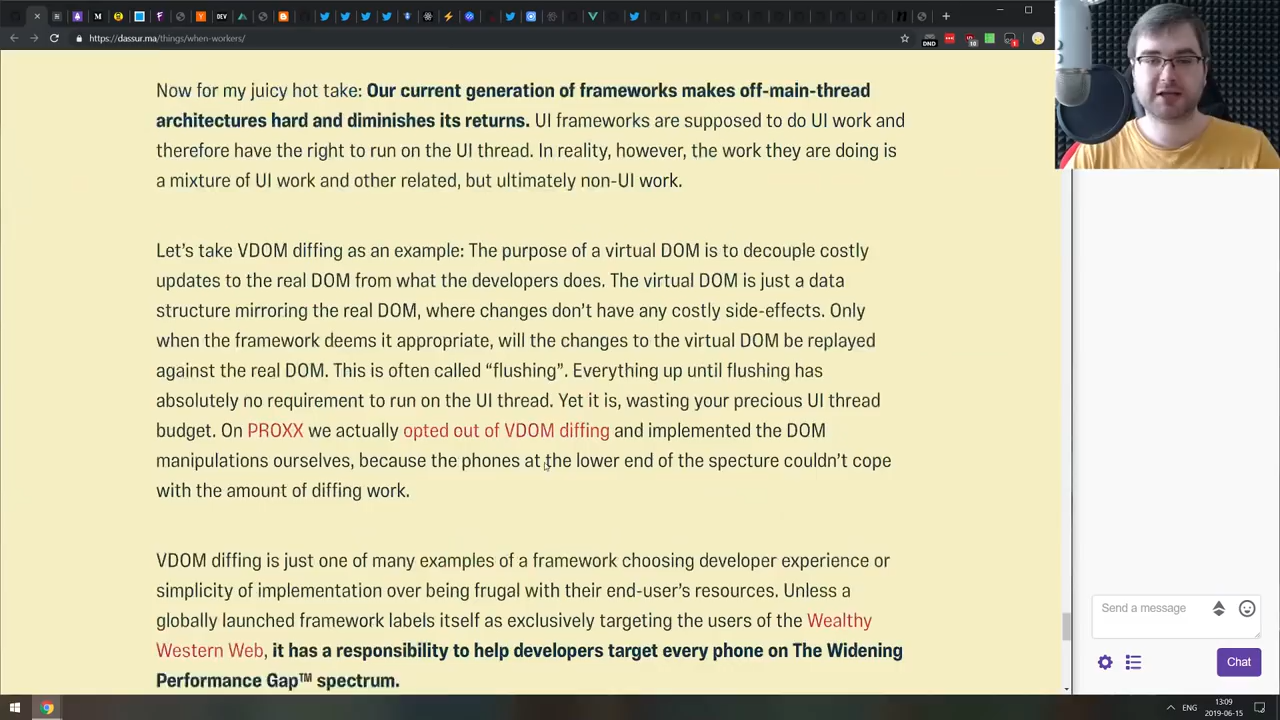 DEV
https://dassur.ma/things/when-workers/
DND
10
1
Now for my juicy hot take: Our current generation of frameworks makes off-main-thread
architectures hard and diminishes its returns. UI frameworks are supposed to do UI work and
therefore have the right to run on the UI thread. In reality, however, the work they are doing is
a mixture of UI work and other related, but ultimately non-UI work.
Let’s take VDOM diffing as an example: The purpose of a virtual DOM is to decouple costly
updates to the real DOM from what the developers does. The virtual DOM is just a data
structure mirroring the real DOM, where changes don’t have any costly side-effects. Only
when the framework deems it appropriate, will the changes to the virtual DOM be replayed
against the real DOM. This is often called “flushing”. Everything up until flushing has
absolutely no requirement to run on the UI thread. Yet it is, wasting your precious UI thread
budget. On PROXX we actually opted out of VDOM diffing and implemented the DOM
manipulations ourselves, because the phones at the lower end of the specture couldn’t cope
with the amount of diffing work.
VDOM diffing is just one of many examples of a framework choosing developer experience or
simplicity of implementation over being frugal with their end-user’s resources. Unless a
globally launched framework labels itself as exclusively targeting the users of the Wealthy
Western Web, it has a responsibility to help developers target every phone on The Widening
Performance Gap™ spectrum.
Send a message
Chat
ENG
13:09
2019-06-15